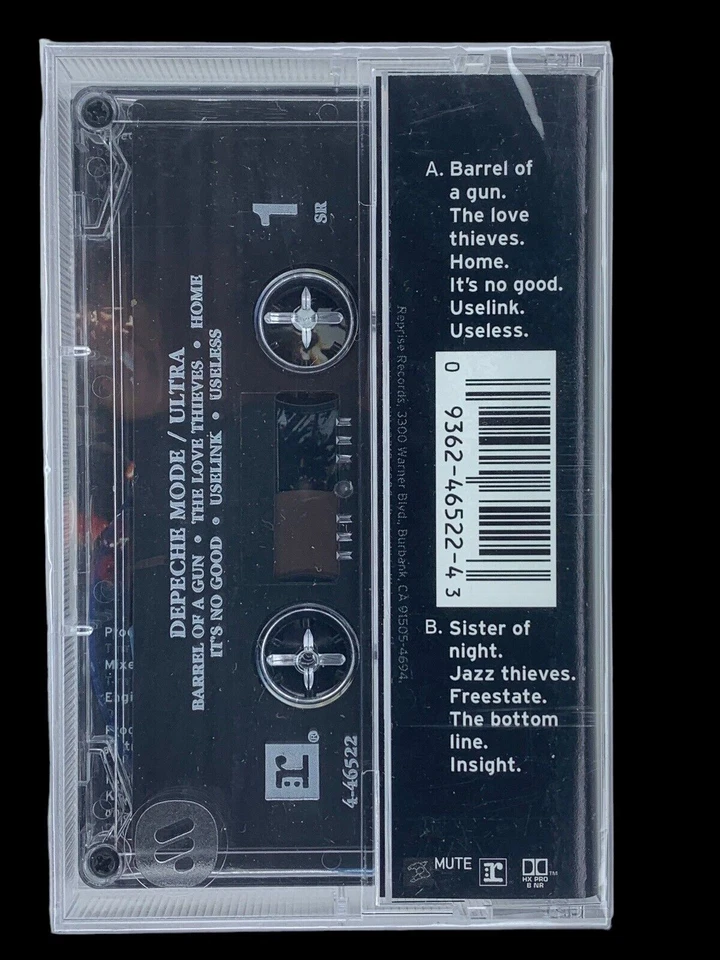 A. Barrel of
a gun.
The love
thieves.
Home.
It's no good.
Uselink.
Useless.
0 9362-46522-4 3
B. Sister of
night.
Jazz thieves.
Freestate.
The bottom
line.
Insight.
MUTE
r
HX PRO
B NR
TM
Reprise Records, 3300 Warner Blvd., Burbank, CA 91505-4694.
1
SR
DEPECHE MODE / ULTRA
BARREL OF A GUN • THE LOVE THIEVES • HOME
IT'S NO GOOD • USELINK • USELESS
r®
4-46522
Mixe
Engi